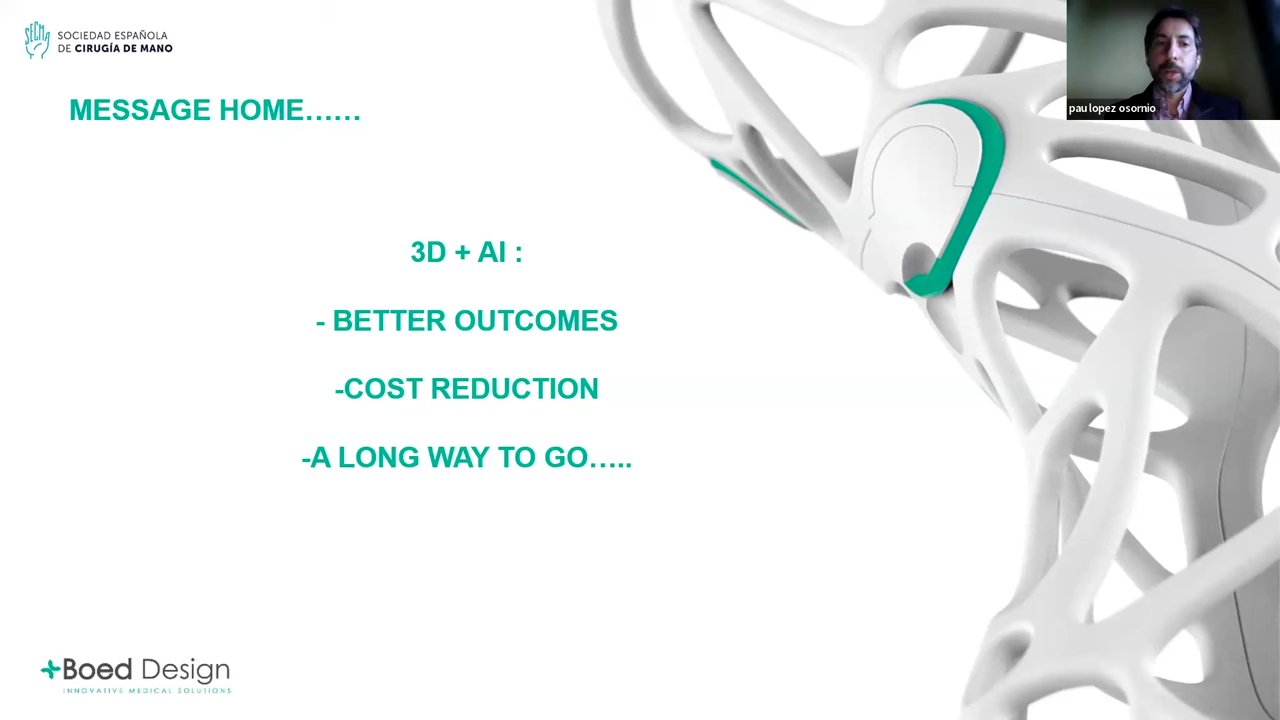 SOCIEDAD ESPAÑOLA
DE CIRUGÍA DE MANO
SECM
MESSAGE HOME......
pau lopez osornio
3D + AI :
- BETTER OUTCOMES
-COST REDUCTION
-A LONG WAY TO GO.....
Boed Design
INNOVATIVE MEDICAL SOLUTIONS